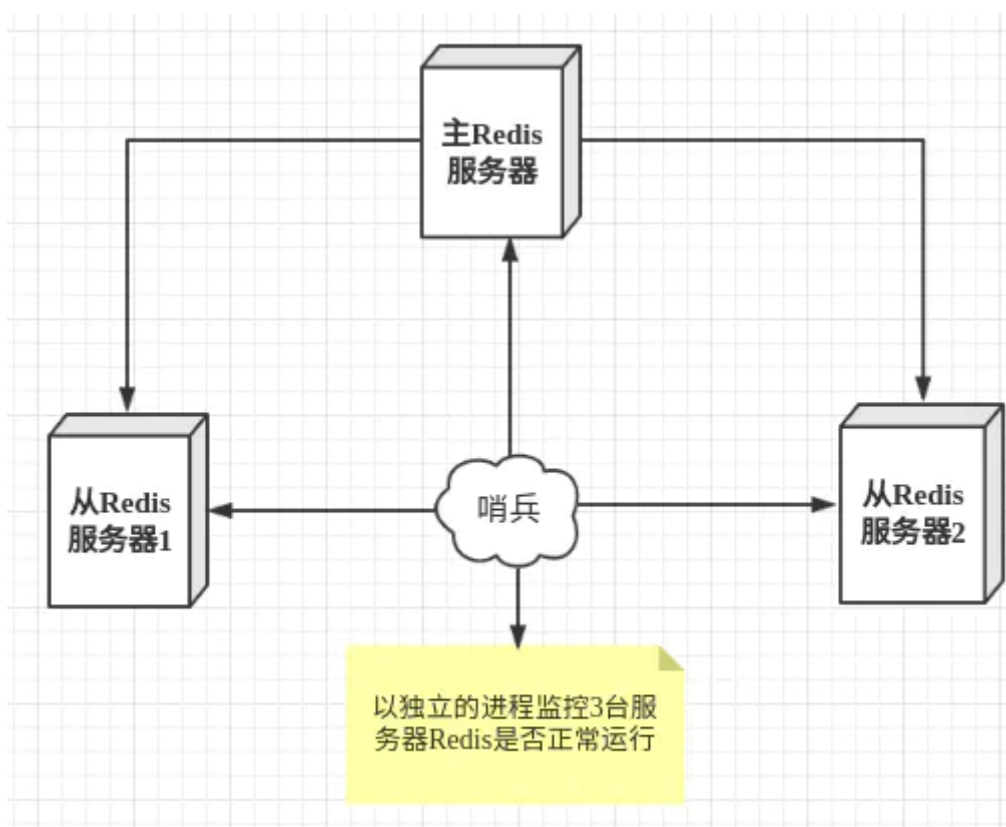 主Redis
服务器
从Redis
服务器1
哨兵
从Redis
服务器2
以独立的进程监控3台服
务器Redis是否正常运行